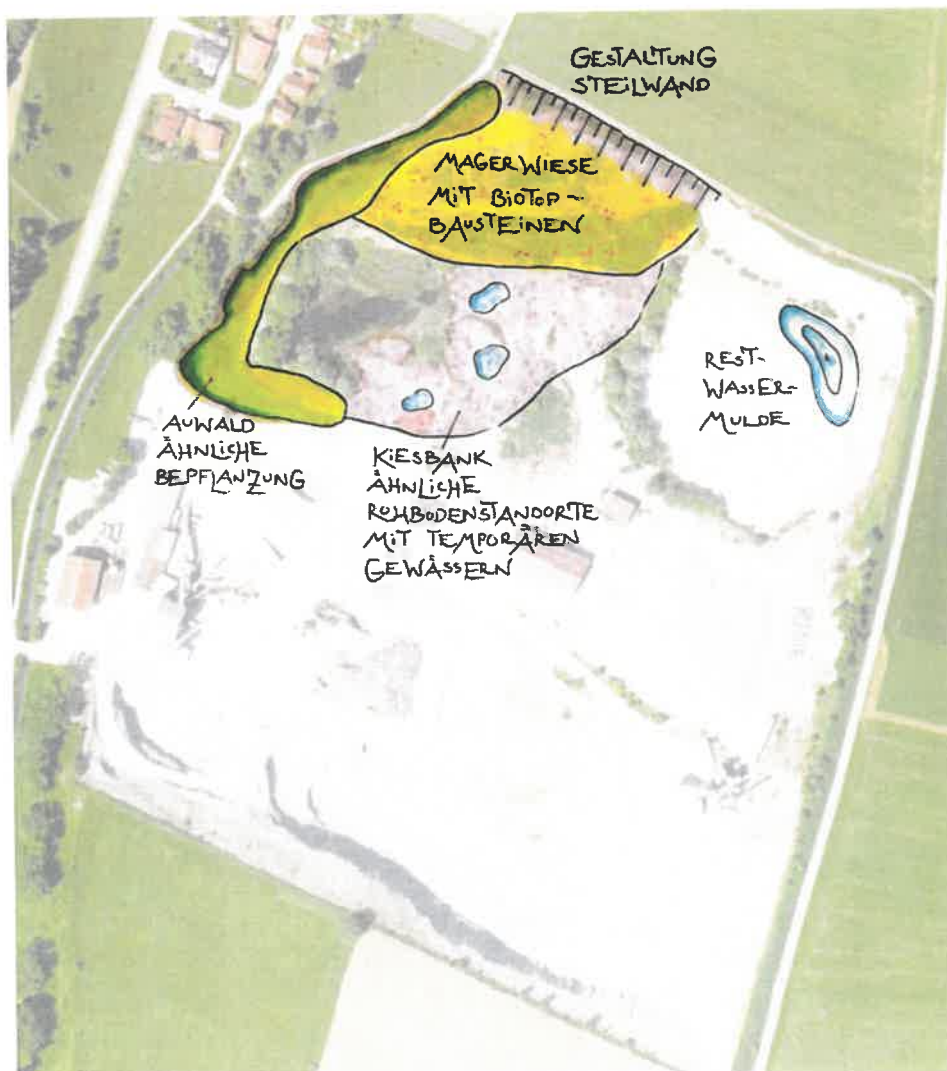 GESTALTUNG
STEILWAND
MAGERWIESE
MIT BIOTOP-
BAUSTEINEN
REST-
WASSER-
MULDE
AUWALD
ÄHNLICHE
BEPFLANZUNG
KIESBANK
ÄHNLICHE
ROHBODENSTANDORTE
MIT TEMPORÄREN
GEWÄSSERN